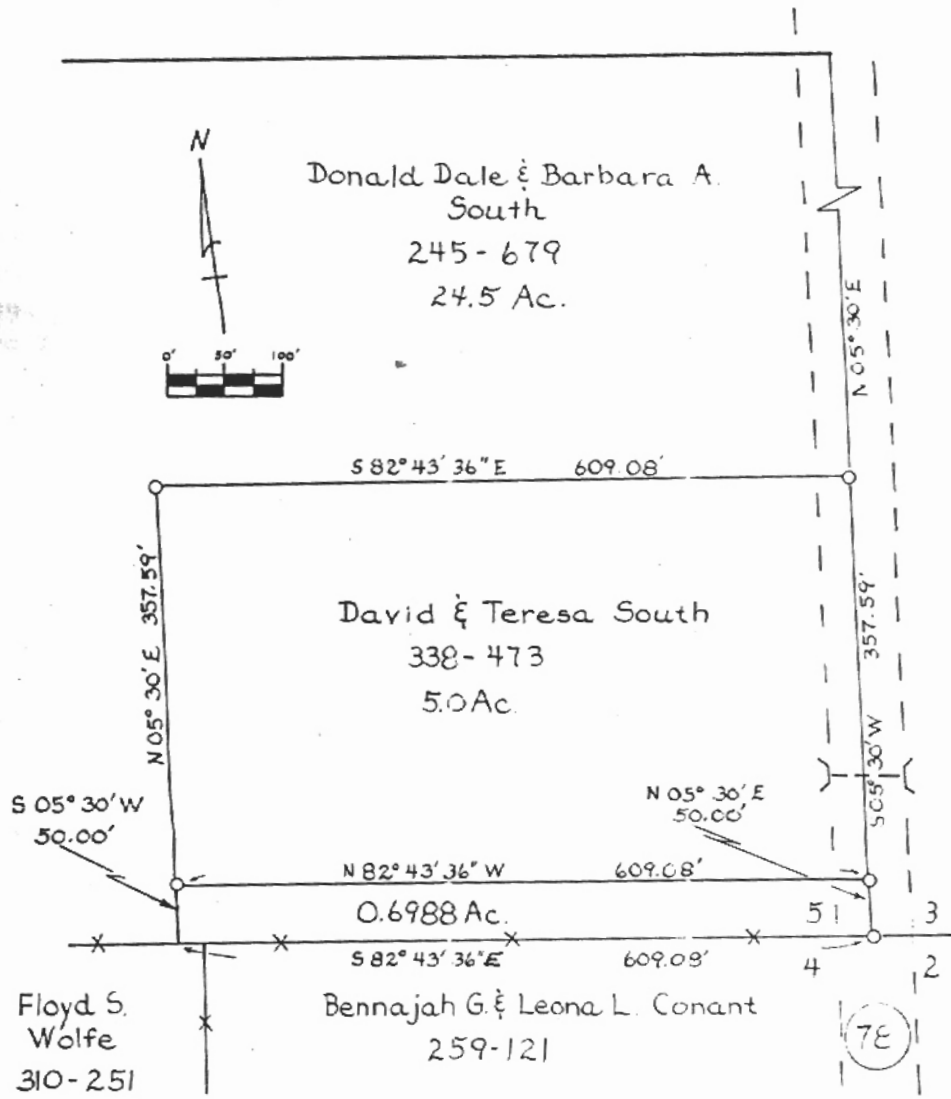 N
Donald Dale & Barbara A.
South
245-679
24.5 Ac.
0' 50' 100'
N 05° 30' E
S 82° 43' 36" E 609.08'
N 05° 30' E 357.59'
David & Teresa South
338-473
5.0 Ac.
357.59'
S 05° 30' W
S 05° 30' W
50.00'
N 05° 30' E
50.00'
N 82° 43' 36" W 609.08'
0.6988 Ac.
5 3
S 82° 43' 36" E 609.08'
4 2
Floyd S.
Wolfe
310-251
Bennajah G. & Leona L. Conant
259-121